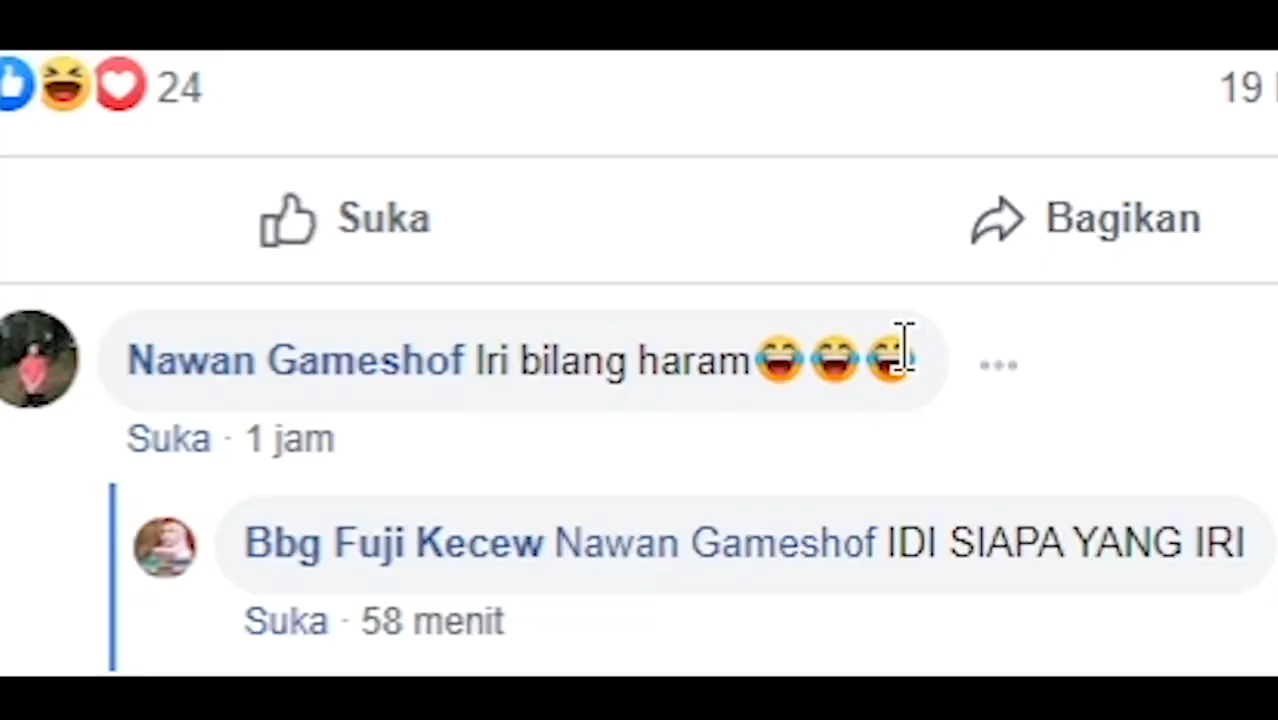 24
19
Suka
Bagikan
Nawan Gameshof Iri bilang haram😂😂😂
Suka · 1 jam
Bbg Fuji Kecew Nawan Gameshof IDI SIAPA YANG IRI
Suka · 58 menit